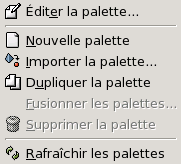 Éditer la palette...
Nouvelle palette
Importer la palette...
Dupliquer la palette
Fusionner les palettes...
Supprimer la palette
Rafraîchir les palettes